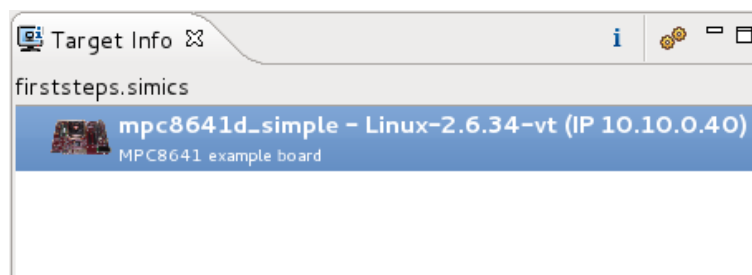 Target Info
firststeps.simics
mpc8641d_simple - Linux-2.6.34-vt (IP 10.10.0.40)
MPC8641 example board